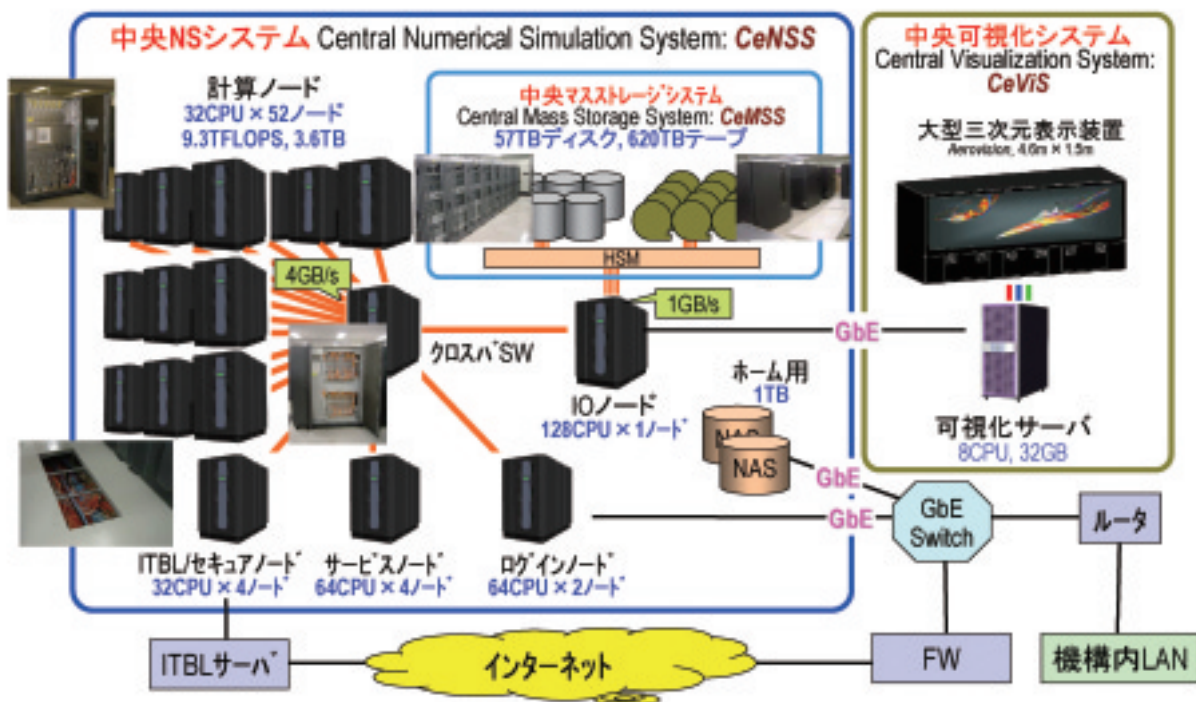 中央NSシステム Central Numerical Simulation System: CeNSS
計算ノード
32CPU×52ノード
9.3TFLOPS, 3.6TB
中央マスストレージシステム
Central Mass Storage System: CeMSS
57TBディスク, 620TBテープ
HSM
4GB/s
1GB/s
クロスバSW
IOノード
128CPU×1ノード
GbE
ホーム用
1TB
NAS
NAS
GbE
GbE
ITBL/セキュアノード
32CPU×4ノード
サービスノード
64CPU×4ノード
ログインノード
64CPU×2ノード
中央可視化システム
Central Visualization System:
CeViS
大型三次元表示装置
Aerovision, 4.6m×1.5m
可視化サーバ
8CPU, 32GB
GbE
Switch
ルータ
ITBLサーバ
インターネット
FW
機構内LAN